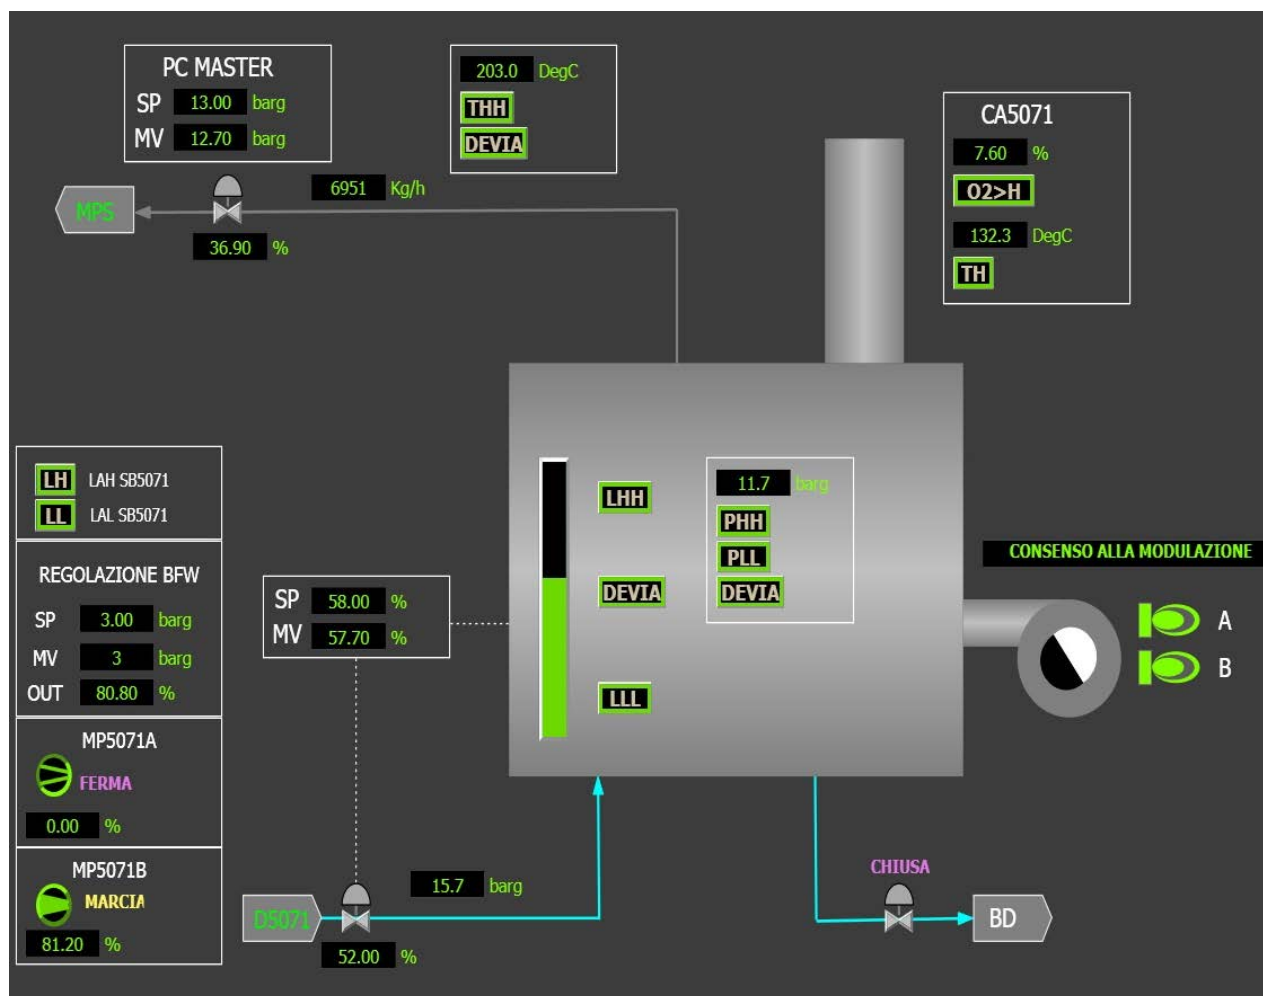 PC MASTER
SP 13.00 barg
MV 12.70 barg
203.0 DegC
THH
DEVIA
CA5071
7.60 %
O2>H
132.3 DegC
TH
MPS
6951 Kg/h
36.90 %
LH LAH SB5071
LL LAL SB5071
REGOLAZIONE BFW
SP 3.00 barg
MV 3 barg
OUT 80.80 %
MP5071A
FERMA
0.00 %
MP5071B
MARCIA
81.20 %
SP 58.00 %
MV 57.70 %
LHH
DEVIA
LLL
11.7 barg
PHH
PLL
DEVIA
CONSENSO ALLA MODULAZIONE
A
B
D5071
15.7 barg
52.00 %
CHIUSA
BD